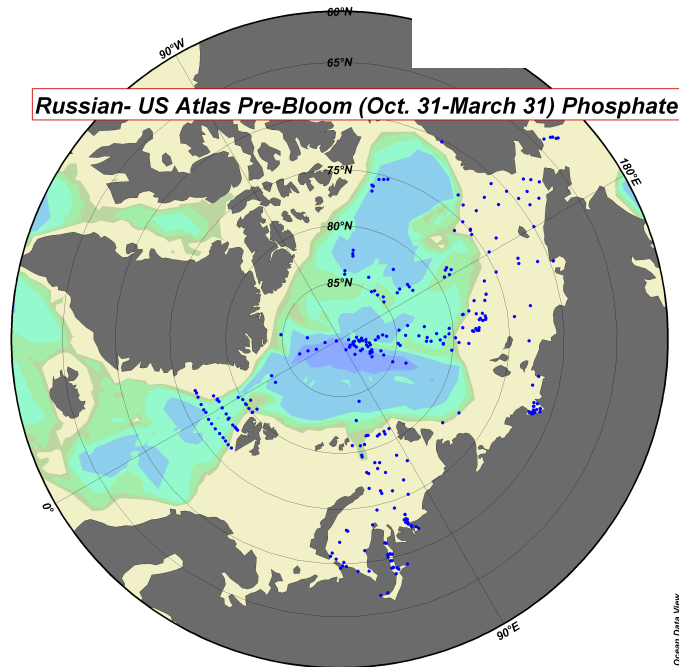 60°N
90°W
65°N
Russian- US Atlas Pre-Bloom (Oct. 31-March 31) Phosphate
75°N
180°E
80°N
85°N
0°
90°E
Ocean Data View